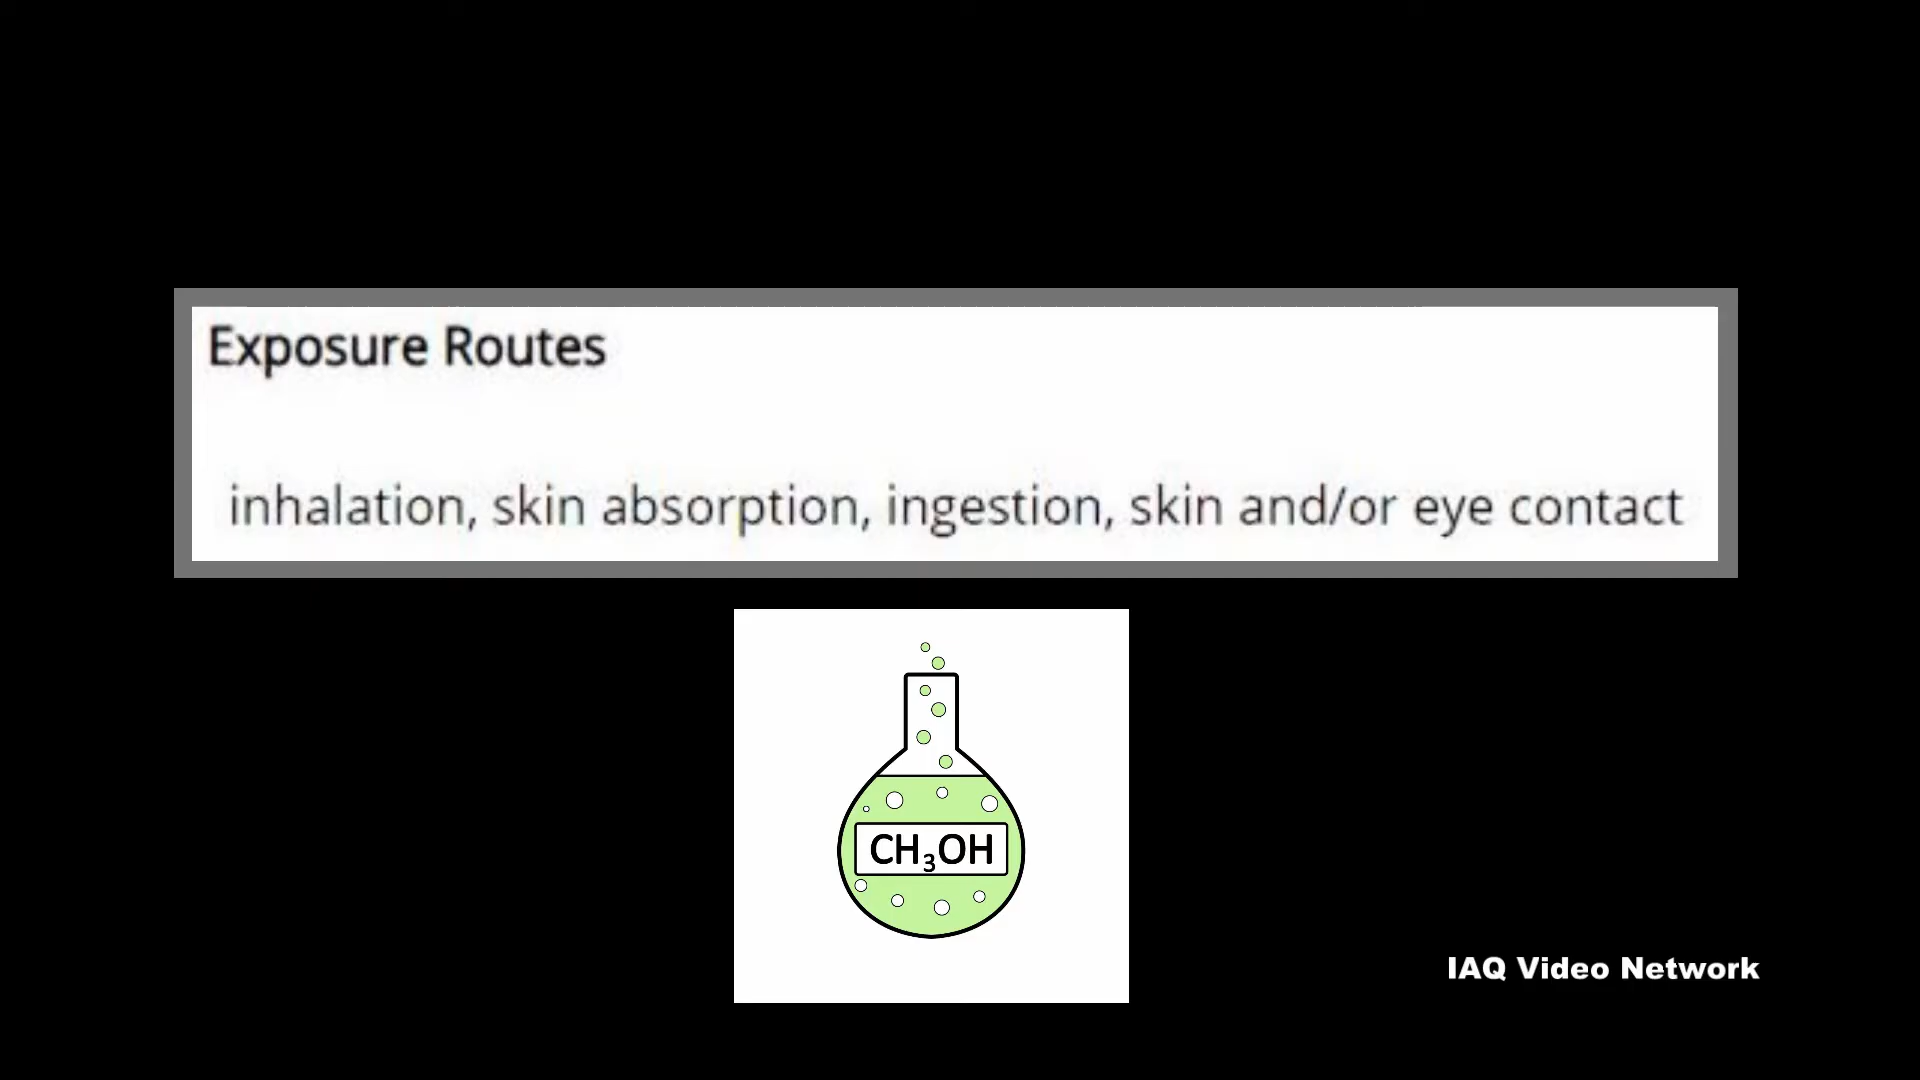 Exposure Routes
inhalation, skin absorption, ingestion, skin and/or eye contact
CH₃OH
IAQ Video Network